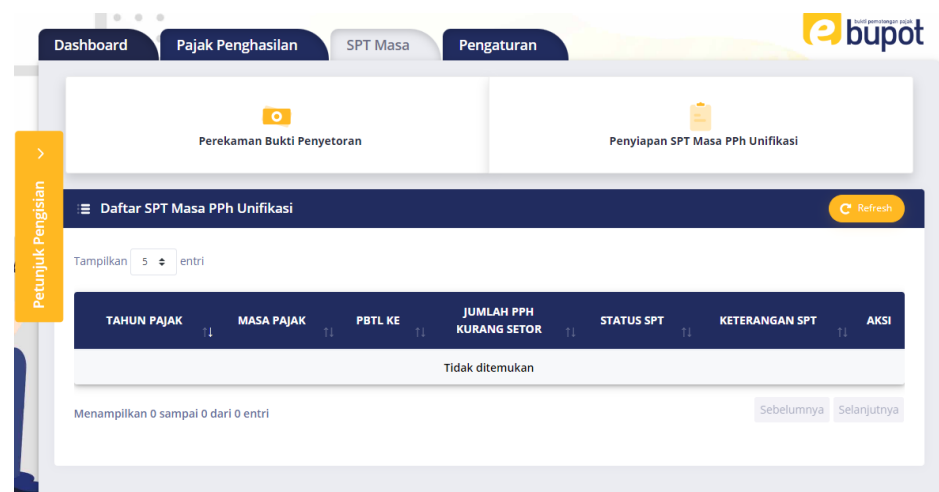 bukti pemotongan pajak
ebupot
Dashboard
Pajak Penghasilan
SPT Masa
Pengaturan
Perekaman Bukti Penyetoran
Penyiapan SPT Masa PPh Unifikasi
Petunjuk Pengisian
Daftar SPT Masa PPh Unifikasi
Refresh
Tampilkan 5 entri
TAHUN PAJAK
MASA PAJAK
PBTL KE
JUMLAH PPH
KURANG SETOR
STATUS SPT
KETERANGAN SPT
AKSI
Tidak ditemukan
Menampilkan 0 sampai 0 dari 0 entri
Sebelumnya
Selanjutnya